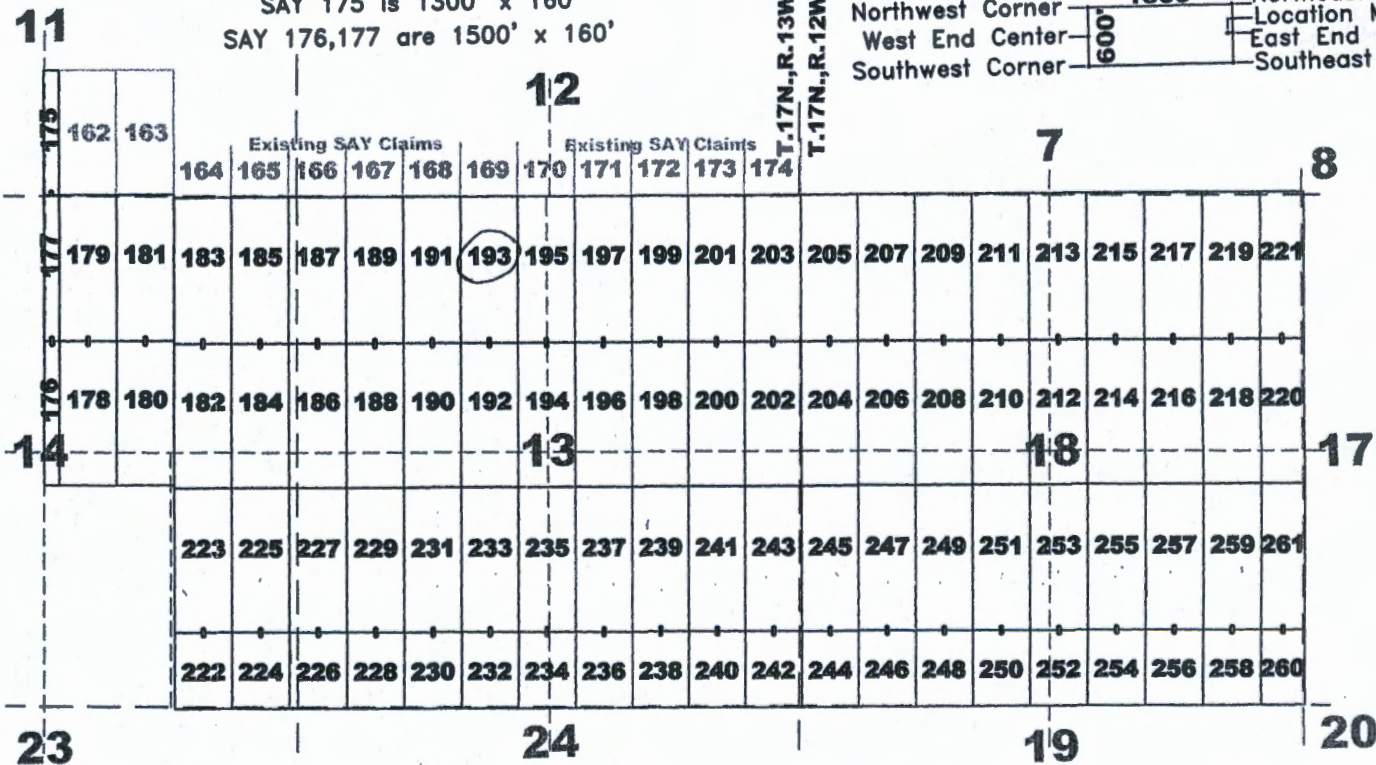 SAY 175 is 1300' x 160'
SAY 176,177 are 1500' x 160'
T.17N.,R.13W
T.17N.,R.12W
Northwest Corner
West End Center
Southwest Corner
600'
Location
East End
Southeast
11
12
7
8
175
162 163
Existing SAY Claims
Existing SAY Claims
164 165 166 167 168 169 170 171 172 173 174
177 179 181 183 185 187 189 191 193 195 197 199 201 203 205 207 209 211 213 215 217 219 221
176 178 180 182 184 186 188 190 192 194 196 198 200 202 204 206 208 210 212 214 216 218 220
14
13
18
17
223 225 227 229 231 233 235 237 239 241 243 245 247 249 251 253 255 257 259 261
222 224 226 228 230 232 234 236 238 240 242 244 246 248 250 252 254 256 258 260
23
24
19
20